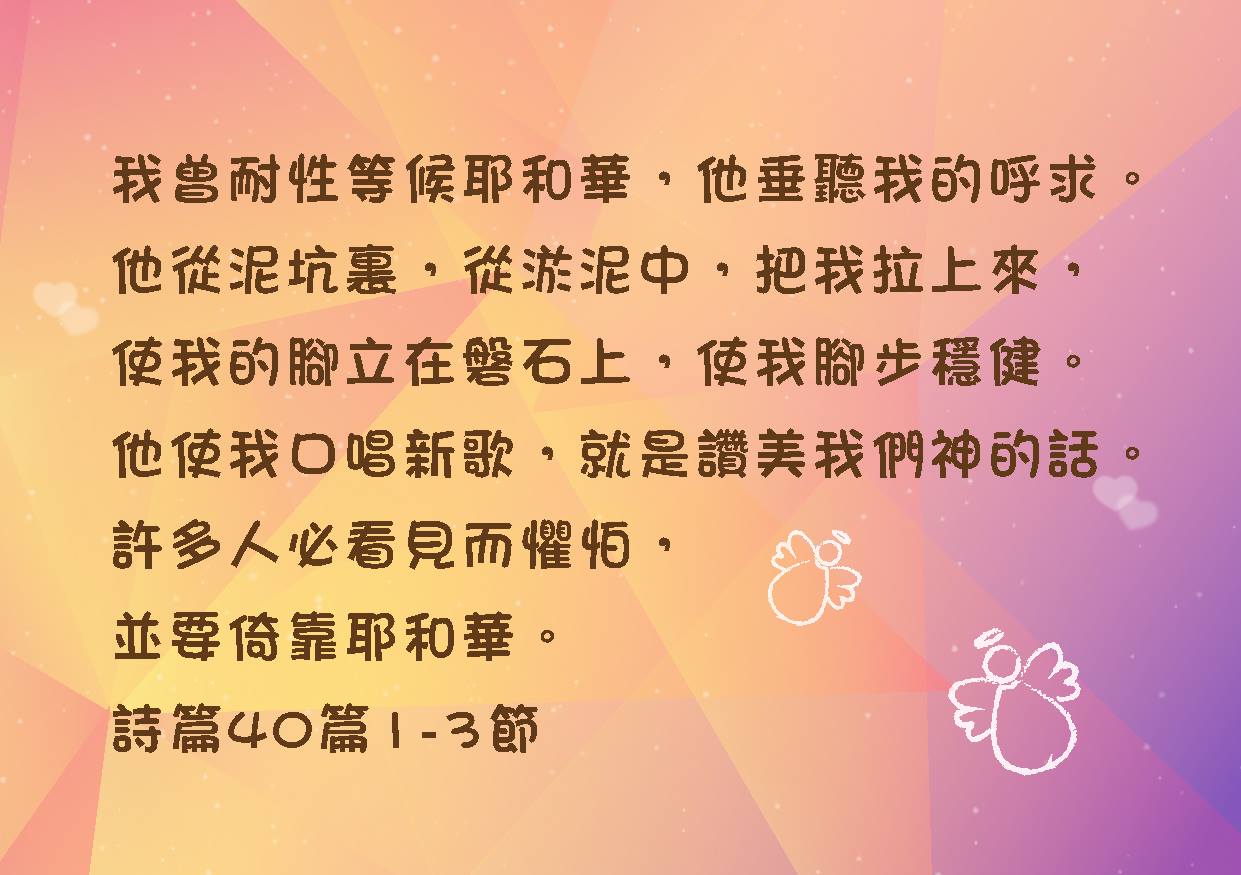 我曾耐性等候耶和華，他垂聽我的呼求。
他從泥坑裏，從淤泥中，把我拉上來，
使我的腳立在磐石上，使我腳步穩健。
他使我口唱新歌，就是讚美我們神的話。
許多人必看見而懼怕，
並要倚靠耶和華。
詩篇40篇1-3節